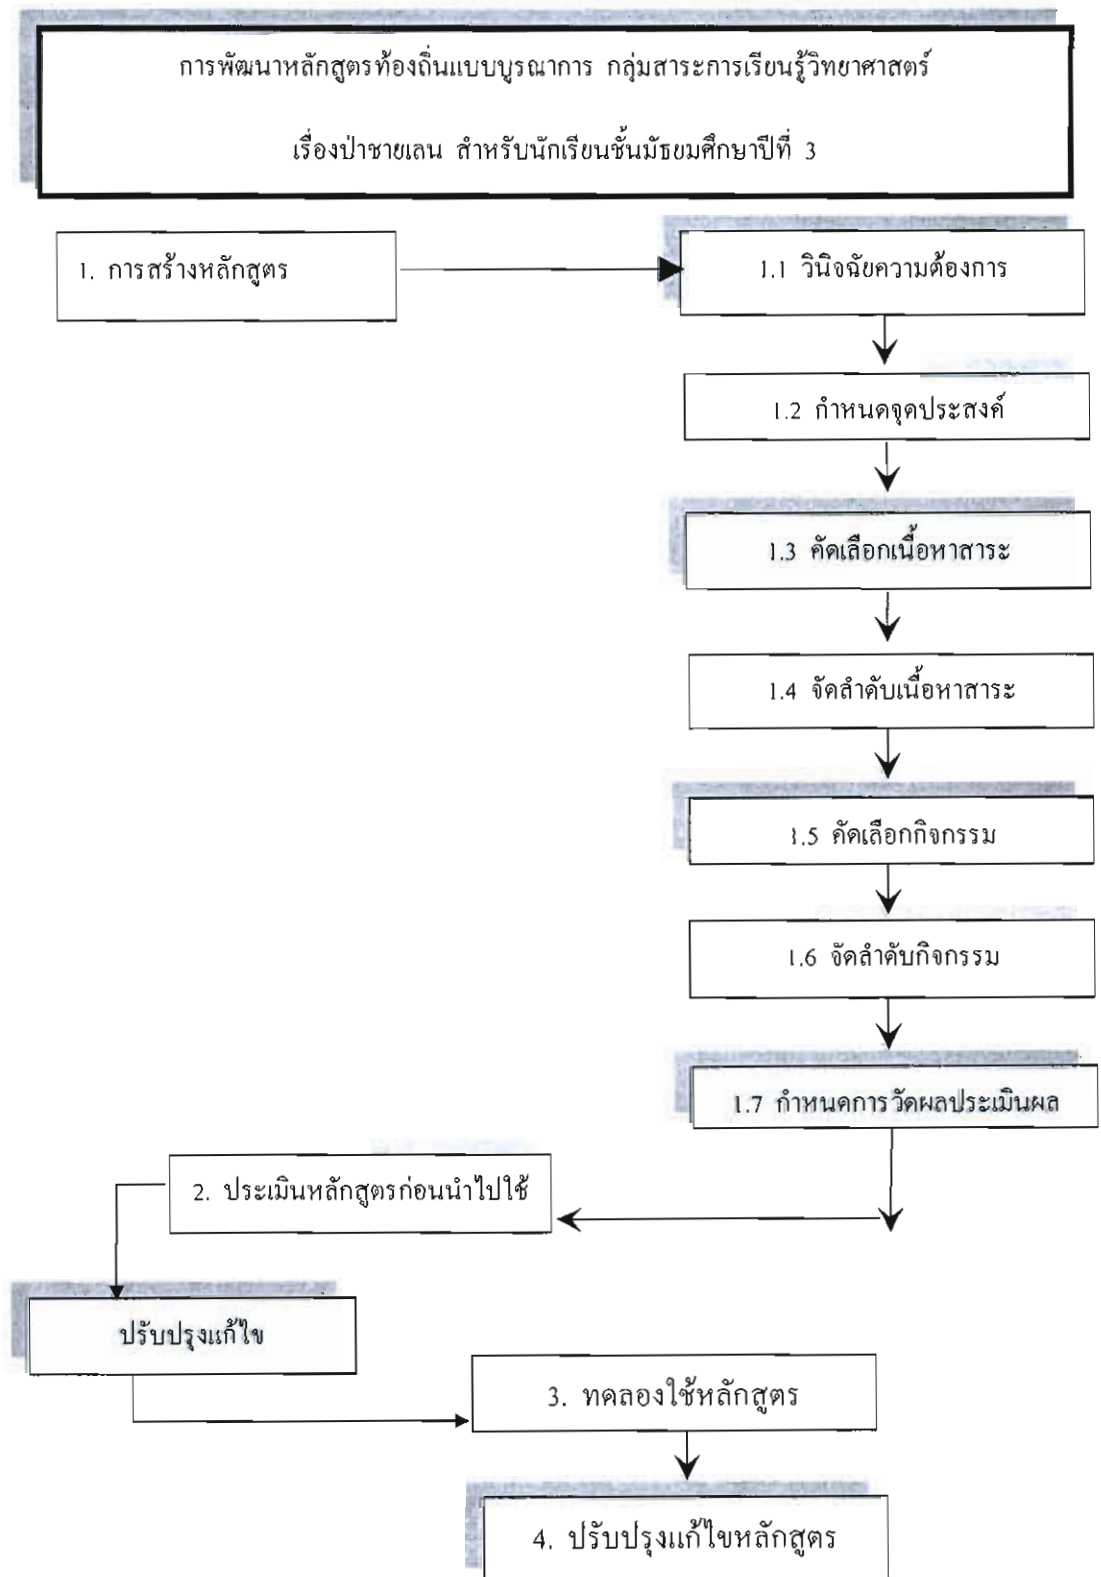 การพัฒนาหลักสูตรท้องถิ่นแบบบูรณาการ กลุ่มสาระการเรียนรู้วิทยาศาสตร์
เรื่องป่าชายเลน สำหรับนักเรียนชั้นมัธยมศึกษาปีที่ 3
1. การสร้างหลักสูตร
1.1 วินิจฉัยความต้องการ
1.2 กำหนดจุดประสงค์
1.3 คัดเลือกเนื้อหาสาระ
1.4 จัดลำดับเนื้อหาสาระ
1.5 คัดเลือกกิจกรรม
1.6 จัดลำดับกิจกรรม
1.7 กำหนดการวัดผลประเมินผล
2. ประเมินหลักสูตรก่อนนำไปใช้
ปรับปรุงแก้ไข
3. ทดลองใช้หลักสูตร
4. ปรับปรุงแก้ไขหลักสูตร